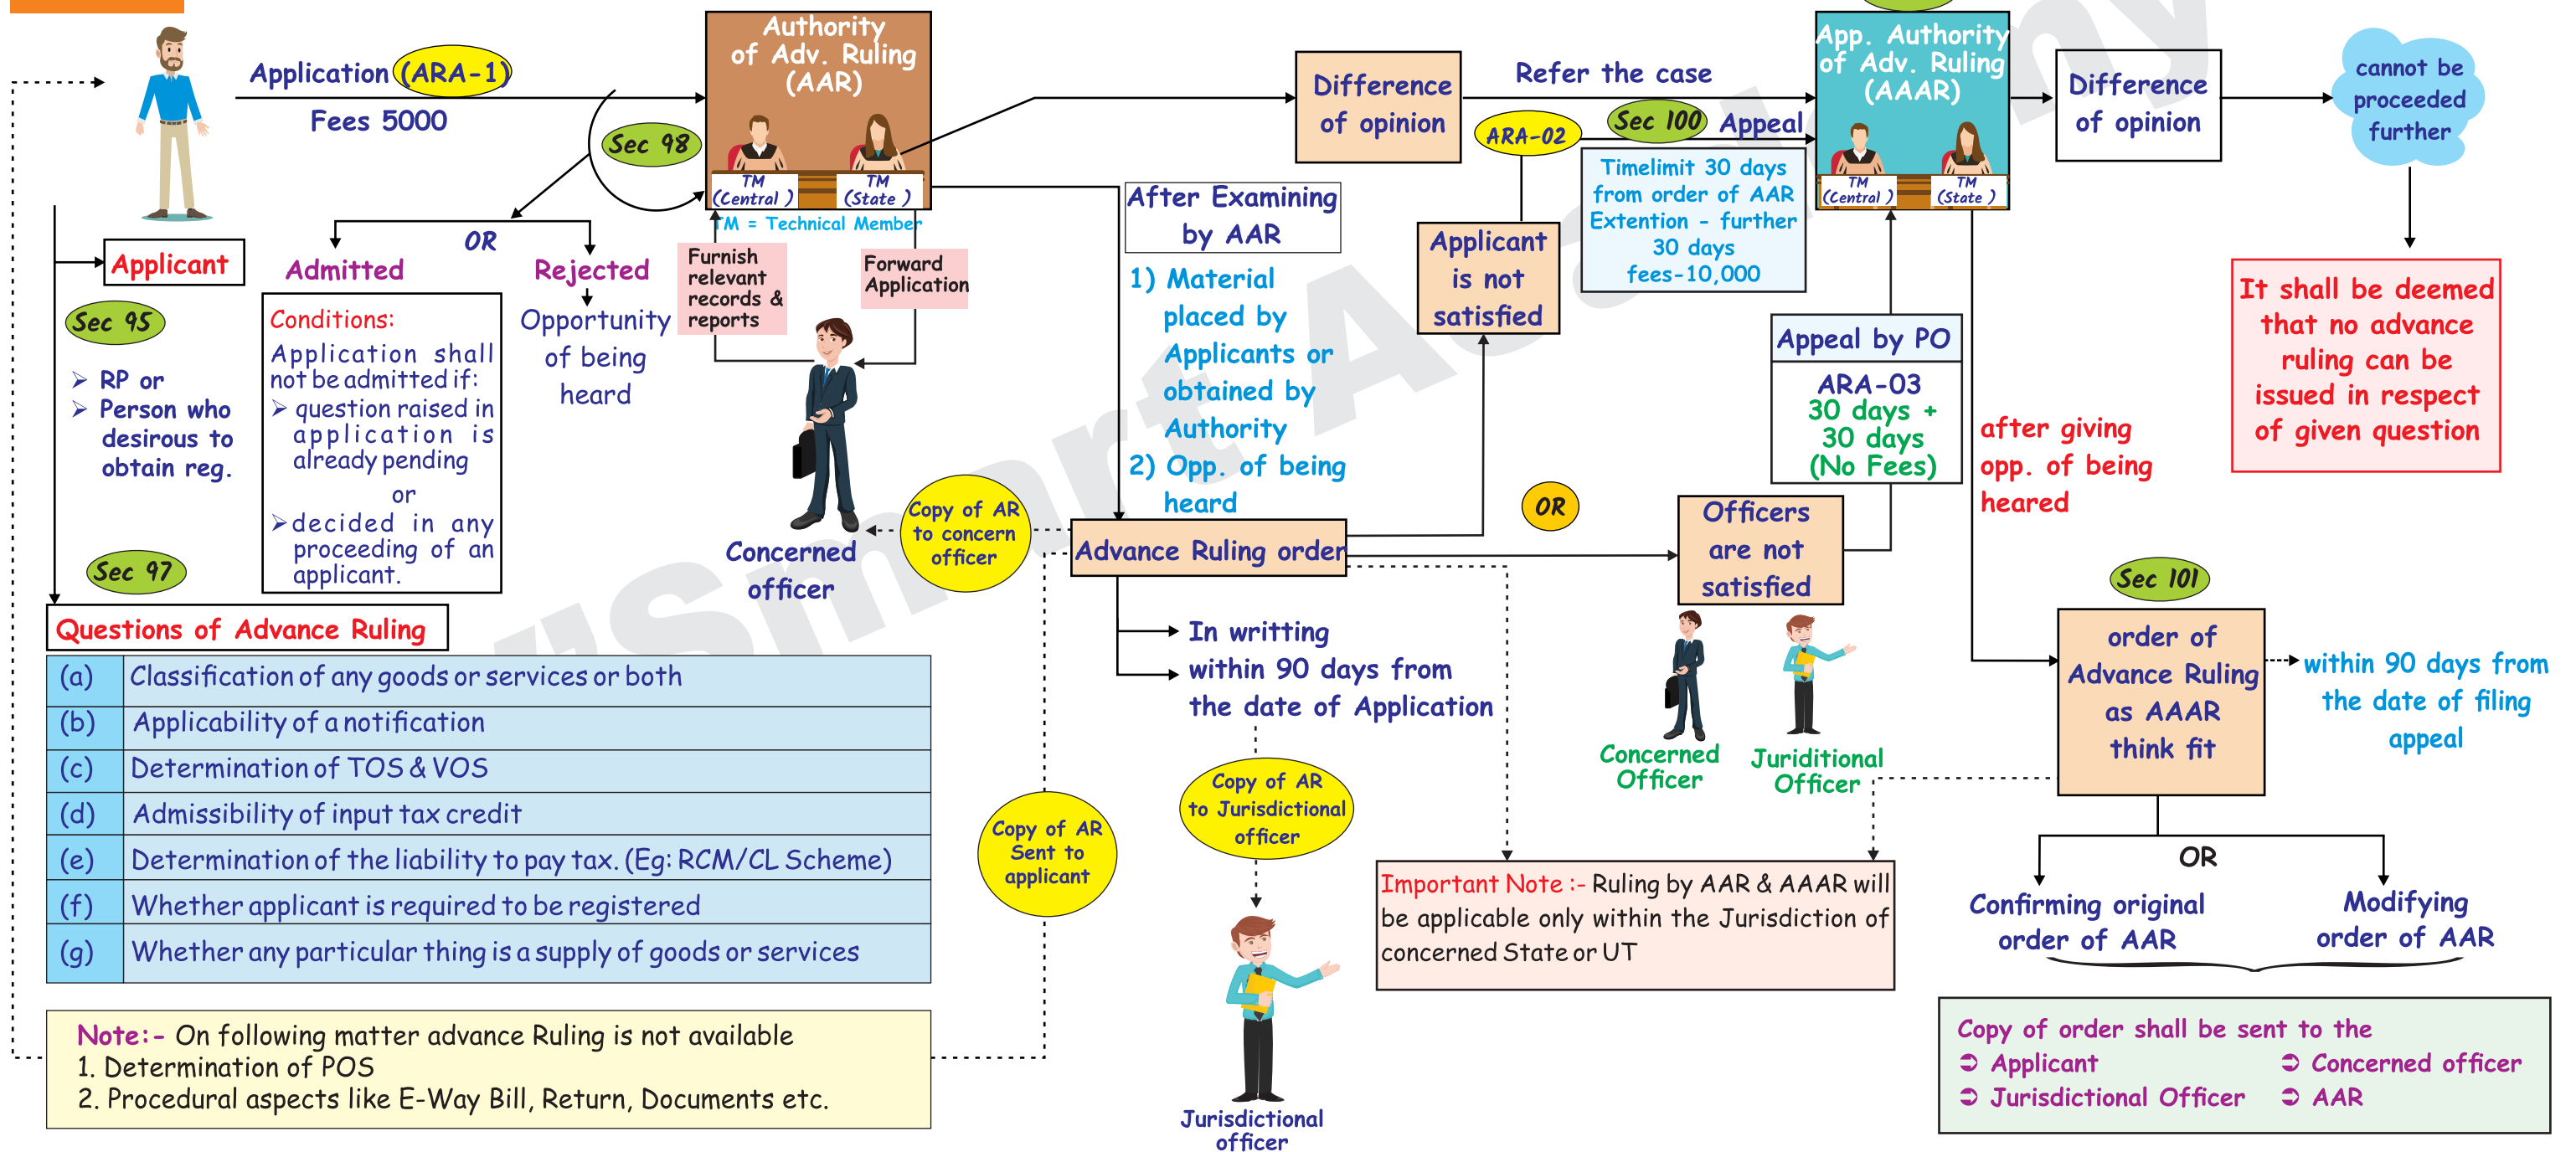 Application (ARA-1)
Fees 5000
Sec 98
Authority
of Adv. Ruling
(AAR)
TM
(Central )
TM
(State )
TM = Technical Member
Difference
of opinion
Refer the case
ARA-02
Sec 100
Appeal
Timelimit 30 days
from order of AAR
Extention - further
30 days
fees-10,000
App. Authority
of Adv. Ruling
(AAAR)
TM
(Central )
TM
(State )
Difference
of opinion
cannot be
proceeded
further
It shall be deemed
that no advance
ruling can be
issued in respect
of given question
Applicant
Sec 95
➢ RP or
➢ Person who
desirous to
obtain reg.
Sec 97
OR
Admitted
Rejected
Conditions:
Application shall
not be admitted if:
➢ question raised in
application is
already pending
or
➢ decided in any
proceeding of an
applicant.
Opportunity
of being
heard
Furnish
relevant
records &
reports
Forward
Application
Concerned
officer
Copy of AR
to concern
officer
After Examining
by AAR
1) Material
placed by
Applicants or
obtained by
Authority
2) Opp. of being
heard
Advance Ruling order
Applicant
is not
satisfied
OR
Officers
are not
satisfied
Appeal by PO
ARA-03
30 days +
30 days
(No Fees)
after giving
opp. of being
heared
Concerned
Officer
Juriditional
Officer
In writting
within 90 days from
the date of Application
Copy of AR
to Jurisdictional
officer
Jurisdictional
officer
Copy of AR
Sent to
applicant
Sec 101
order of
Advance Ruling
as AAAR
think fit
within 90 days from
the date of filing
appeal
OR
Confirming original
order of AAR
Modifying
order of AAR
Copy of order shall be sent to the
➲ Applicant
➲ Concerned officer
➲ Jurisdictional Officer
➲ AAR
Important Note :- Ruling by AAR & AAAR will
be applicable only within the Jurisdiction of
concerned State or UT
Questions of Advance Ruling
(a) Classification of any goods or services or both
(b) Applicability of a notification
(c) Determination of TOS & VOS
(d) Admissibility of input tax credit
(e) Determination of the liability to pay tax. (Eg: RCM/CL Scheme)
(f) Whether applicant is required to be registered
(g) Whether any particular thing is a supply of goods or services
Note:- On following matter advance Ruling is not available
1. Determination of POS
2. Procedural aspects like E-Way Bill, Return, Documents etc.
"Smart